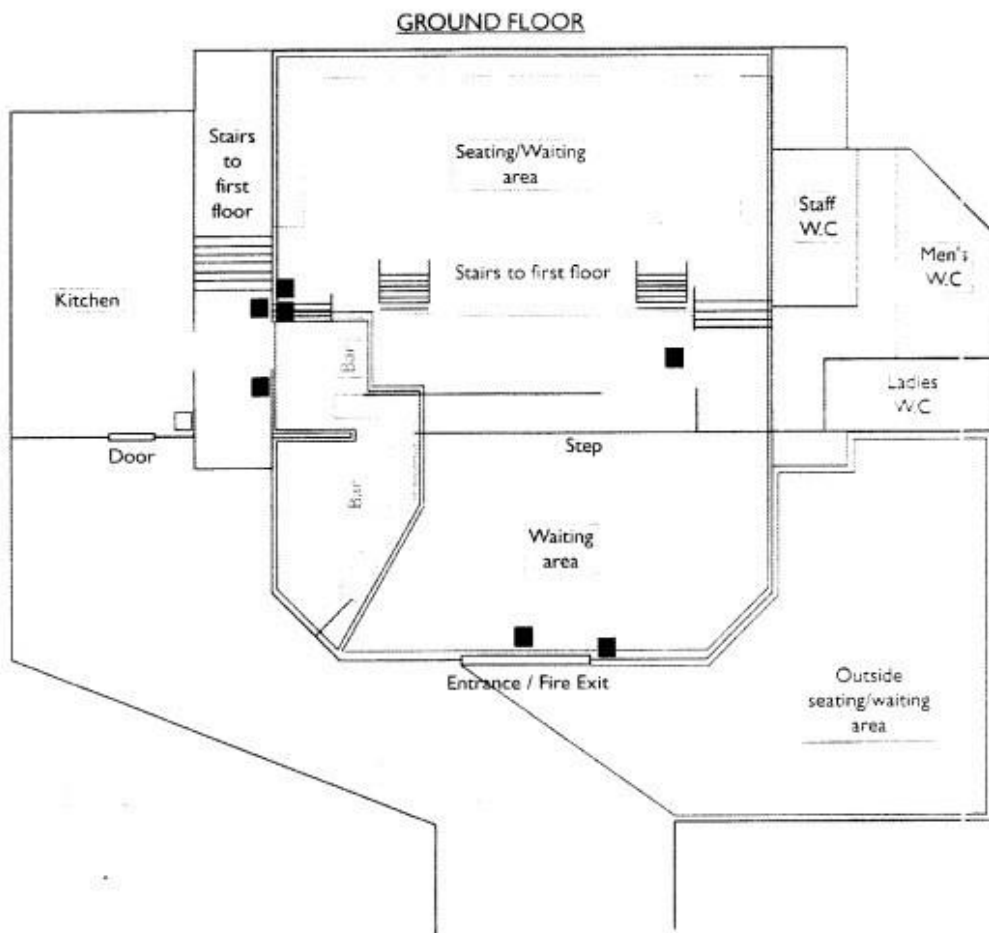 GROUND FLOOR
Stairs
to
first
floor
Seating/Waiting
area
Staff
W.C
Men's
W.C
Kitchen
Stairs to first floor
Bar
Ladies
W.C
Door
Step
Bar
Waiting
area
Entrance / Fire Exit
Outside
seating/waiting
area